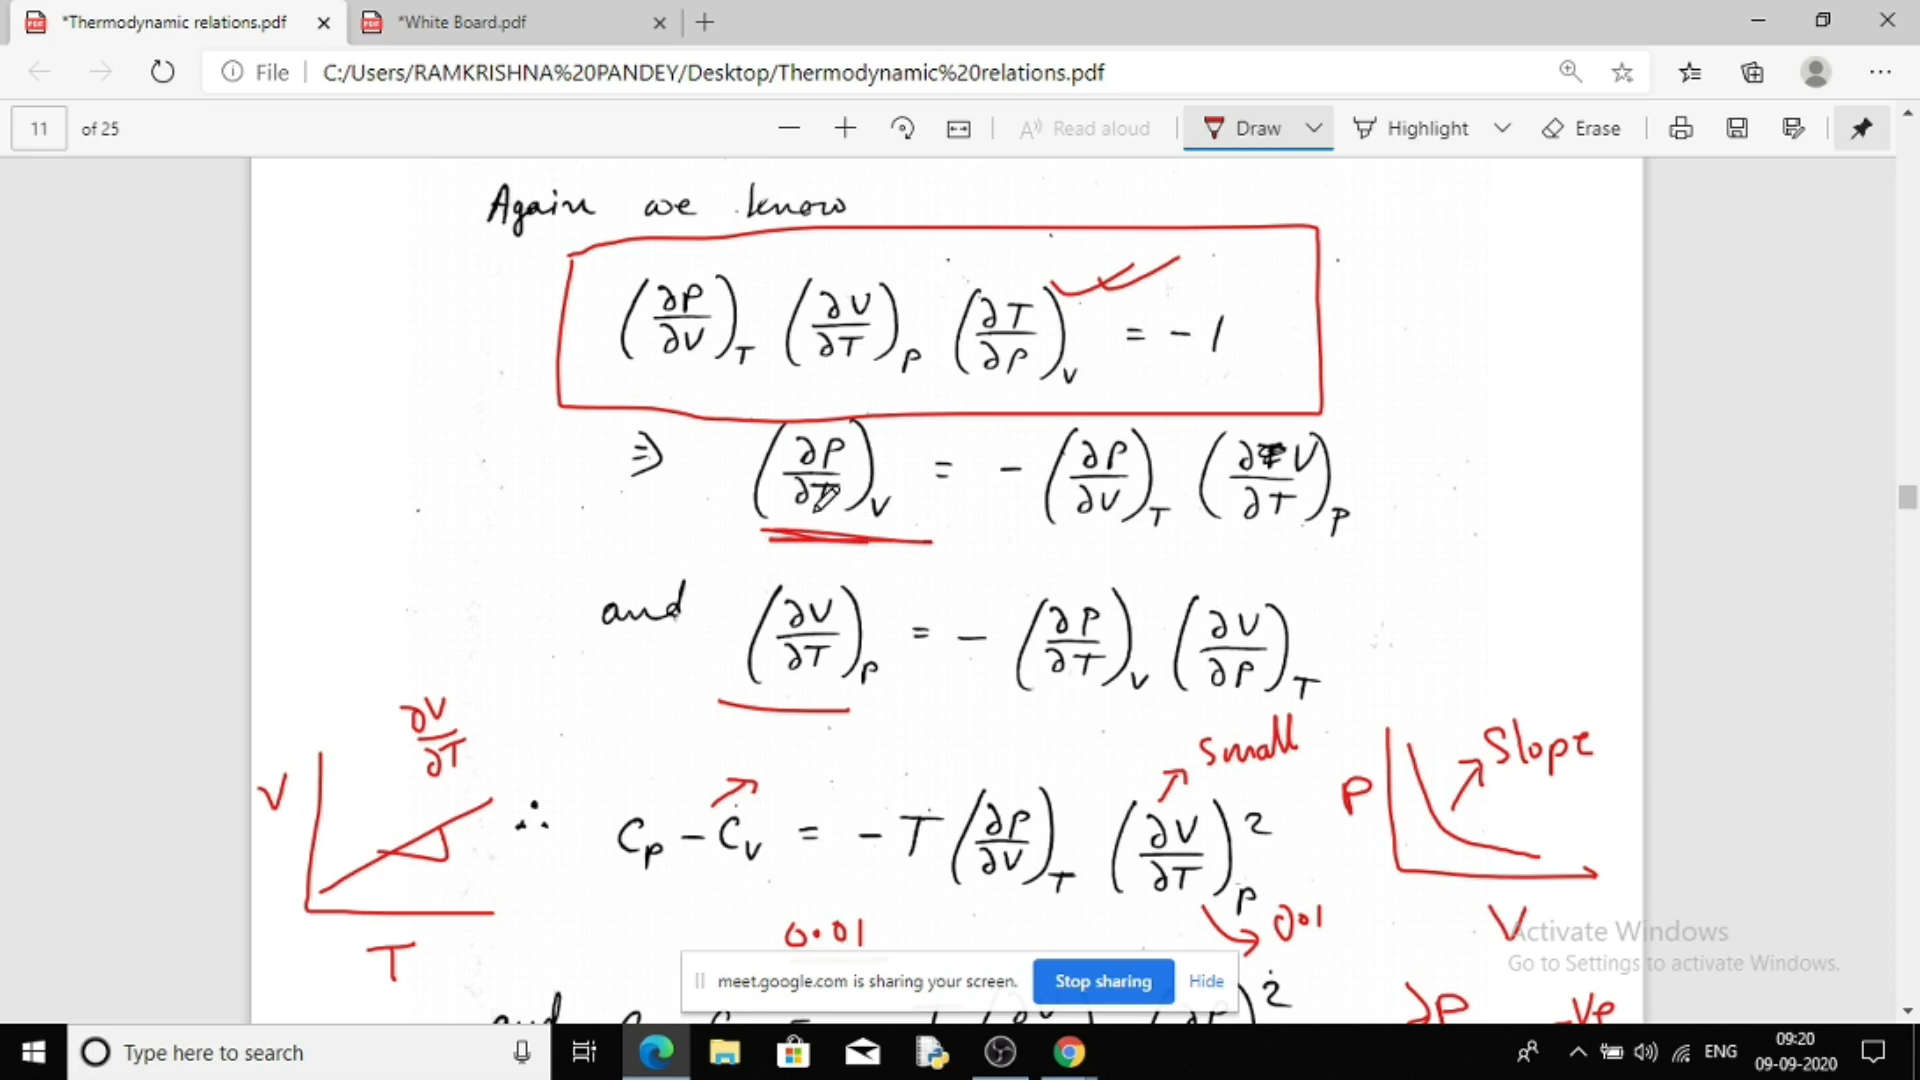 *Thermodynamic relations.pdf
*White Board.pdf
File
C:/Users/RAMKRISHNA%20PANDEY/Desktop/Thermodynamic%20relations.pdf
11 of 25
Read aloud
Draw
Highlight
Erase
Again we know
(∂P/∂V)_T (∂V/∂T)_P (∂T/∂P)_V = -1
⇒ (∂P/∂T)_V = - (∂P/∂V)_T (∂V/∂T)_P
and (∂V/∂T)_P = - (∂P/∂T)_V (∂V/∂P)_T
∂V/∂T
V
T
small
P
Slope
V
∴ Cp - Cv = - T (∂P/∂V)_T (∂V/∂T)_P^2
0.01
0.01
Activate Windows
Go to Settings to activate Windows.
meet.google.com is sharing your screen.
Stop sharing
Hide
and
2
∂P
-ve
Type here to search
ENG
09:20
09-09-2020